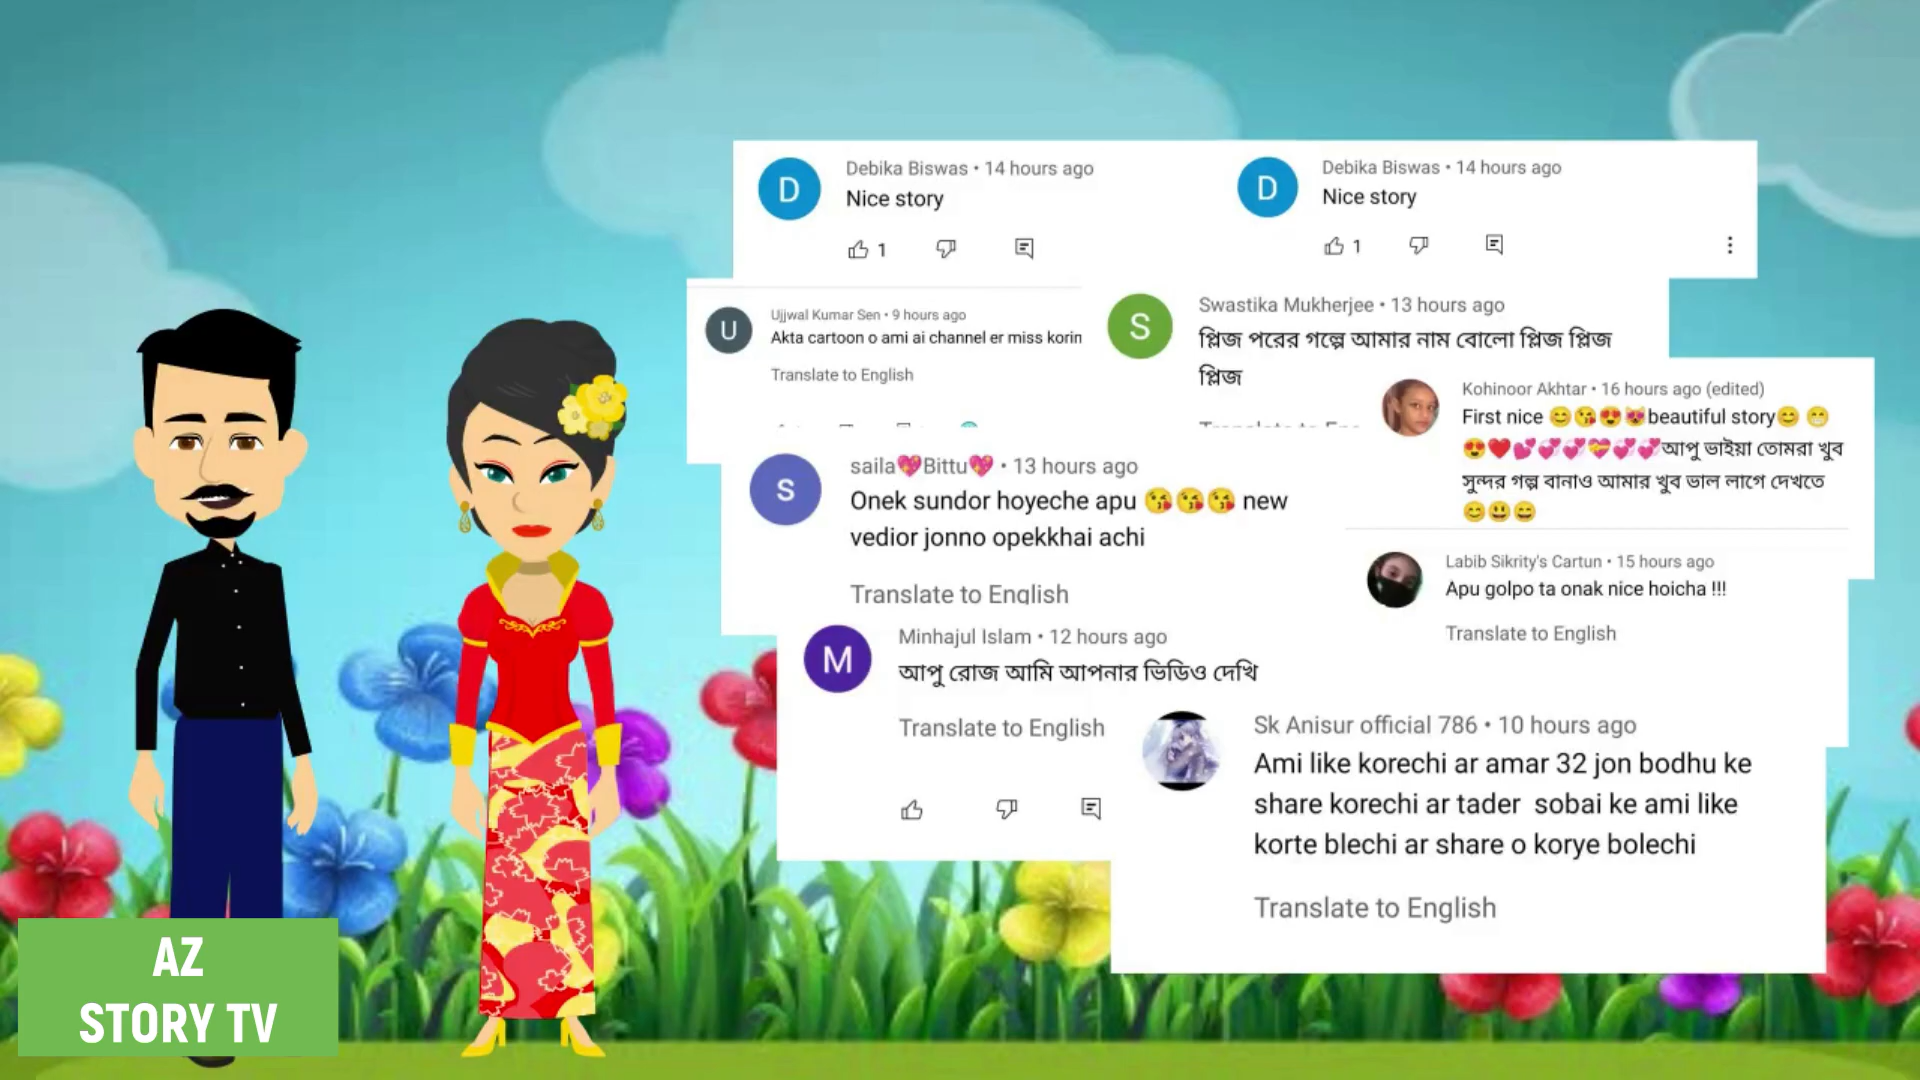 Debika Biswas • 14 hours ago
Nice story
1
Debika Biswas • 14 hours ago
Nice story
1
U
Ujjwal Kumar Sen • 9 hours ago
Akta cartoon o ami ai channel er miss korin
Translate to English
S
Swastika Mukherjee • 13 hours ago
প্লিজ পরের গল্পে আমার নাম বোলো প্লিজ প্লিজ
প্লিজ
Kohinoor Akhtar • 16 hours ago (edited)
First nice 😊😘😍😻beautiful story😊 😁
😍❤️💕💞💞💝💞💞আপু ভাইয়া তোমরা খুব
সুন্দর গল্প বানাও আমার খুব ভাল লাগে দেখতে
😊😃😄
S
saila💖Bittu💖 • 13 hours ago
Onek sundor hoyeche apu 😘😘😘 new
vedior jonno opekkhai achi
Translate to English
Labib Sikrity's Cartun • 15 hours ago
Apu golpo ta onak nice hoicha !!!
Translate to English
M
Minhajul Islam • 12 hours ago
আপু রোজ আমি আপনার ভিডিও দেখি
Translate to English
Sk Anisur official 786 • 10 hours ago
Ami like korechi ar amar 32 jon bodhu ke
share korechi ar tader sobai ke ami like
korte blechi ar share o korye bolechi
Translate to English
D
D
AZ
STORY TV